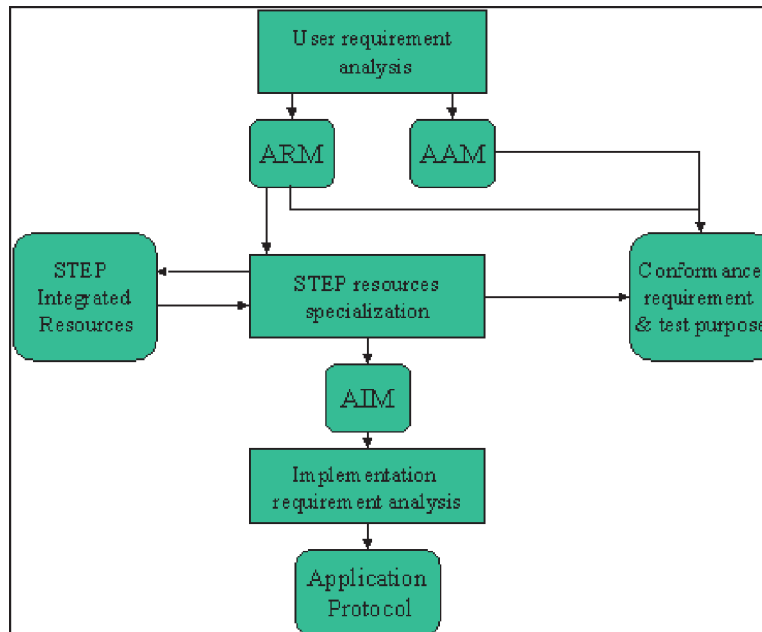 User requirement
analysis
ARM
AAM
STEP
Integrated
Resources
STEP resources
specialization
Conformance
requirement
& test purpose
AIM
Implementation
requirement analysis
Application
Protocol